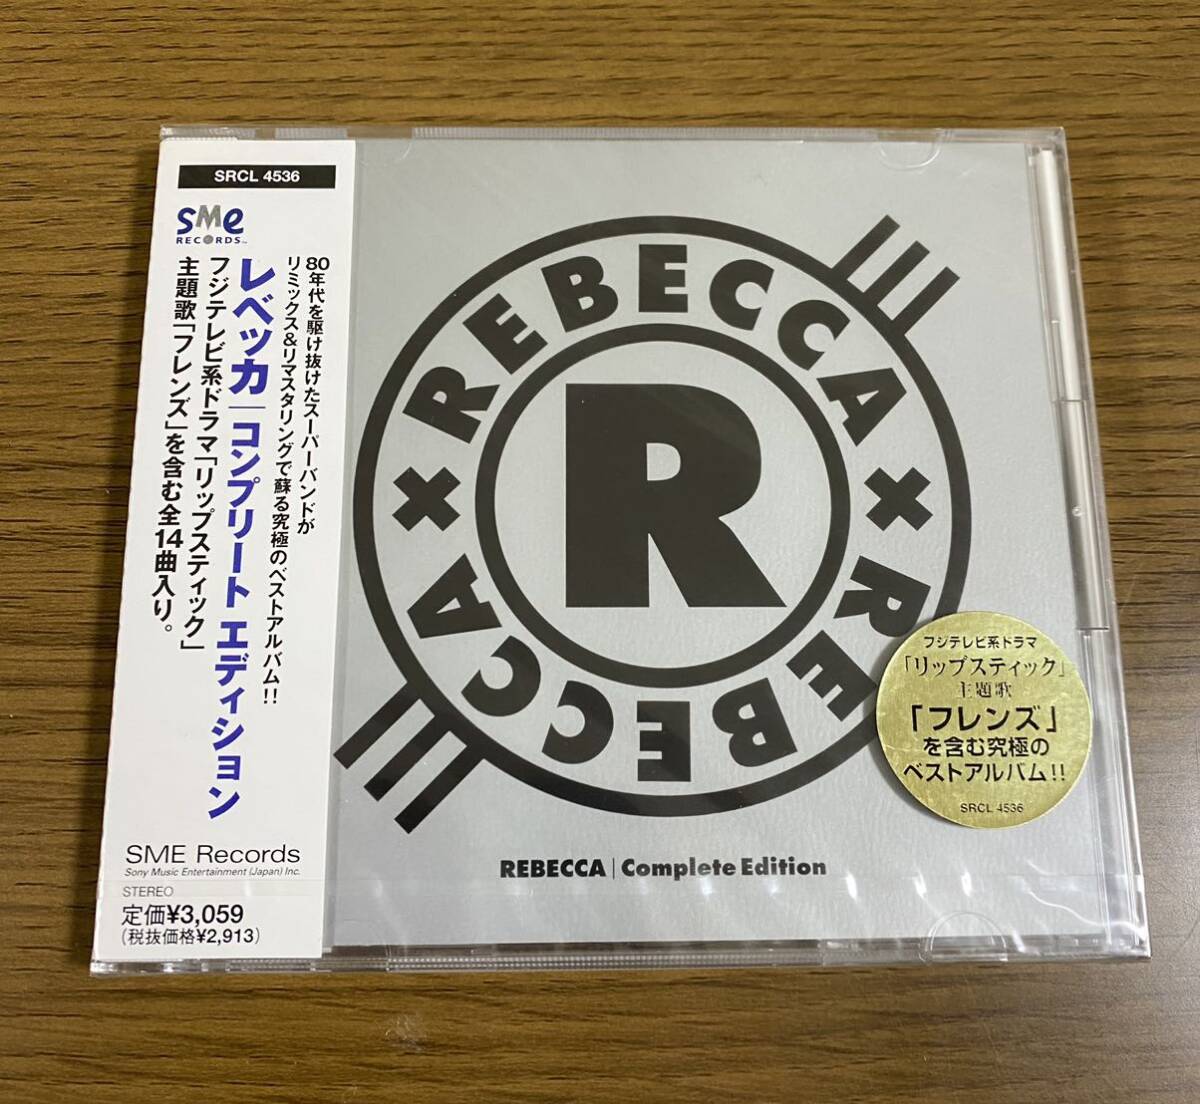 SRCL 4536
sme
RECORDS™
80年代を駆け抜けたスーパーバンドが
リミックス&リマスタリングで蘇る究極のベストアルバム!!
レベッカ|コンプリート エディション
フジテレビ系ドラマ「リップスティック」
主題歌「フレンズ」を含む全14曲入り。
SME Records
Sony Music Entertainment (Japan) Inc.
STEREO
定価¥3,059
(税抜価格¥2,913)
REBECCA×REBECCA×
R
REBECCA|Complete Edition
フジテレビ系ドラマ
「リップスティック」
主題歌
「フレンズ」
を含む究極の
ベストアルバム!!
SRCL 4536